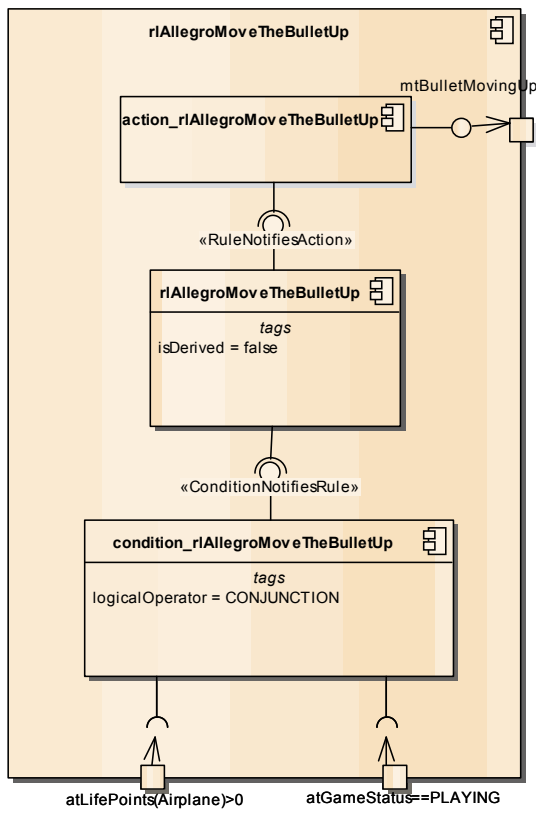 rlAllegroMoveTheBulletUp
mtBulletMovingUp
action_rlAllegroMoveTheBulletUp
«RuleNotifiesAction»
rlAllegroMoveTheBulletUp
tags
isDerived = false
«ConditionNotifiesRule»
condition_rlAllegroMoveTheBulletUp
tags
logicalOperator = CONJUNCTION
atLifePoints(Airplane)>0
atGameStatus==PLAYING